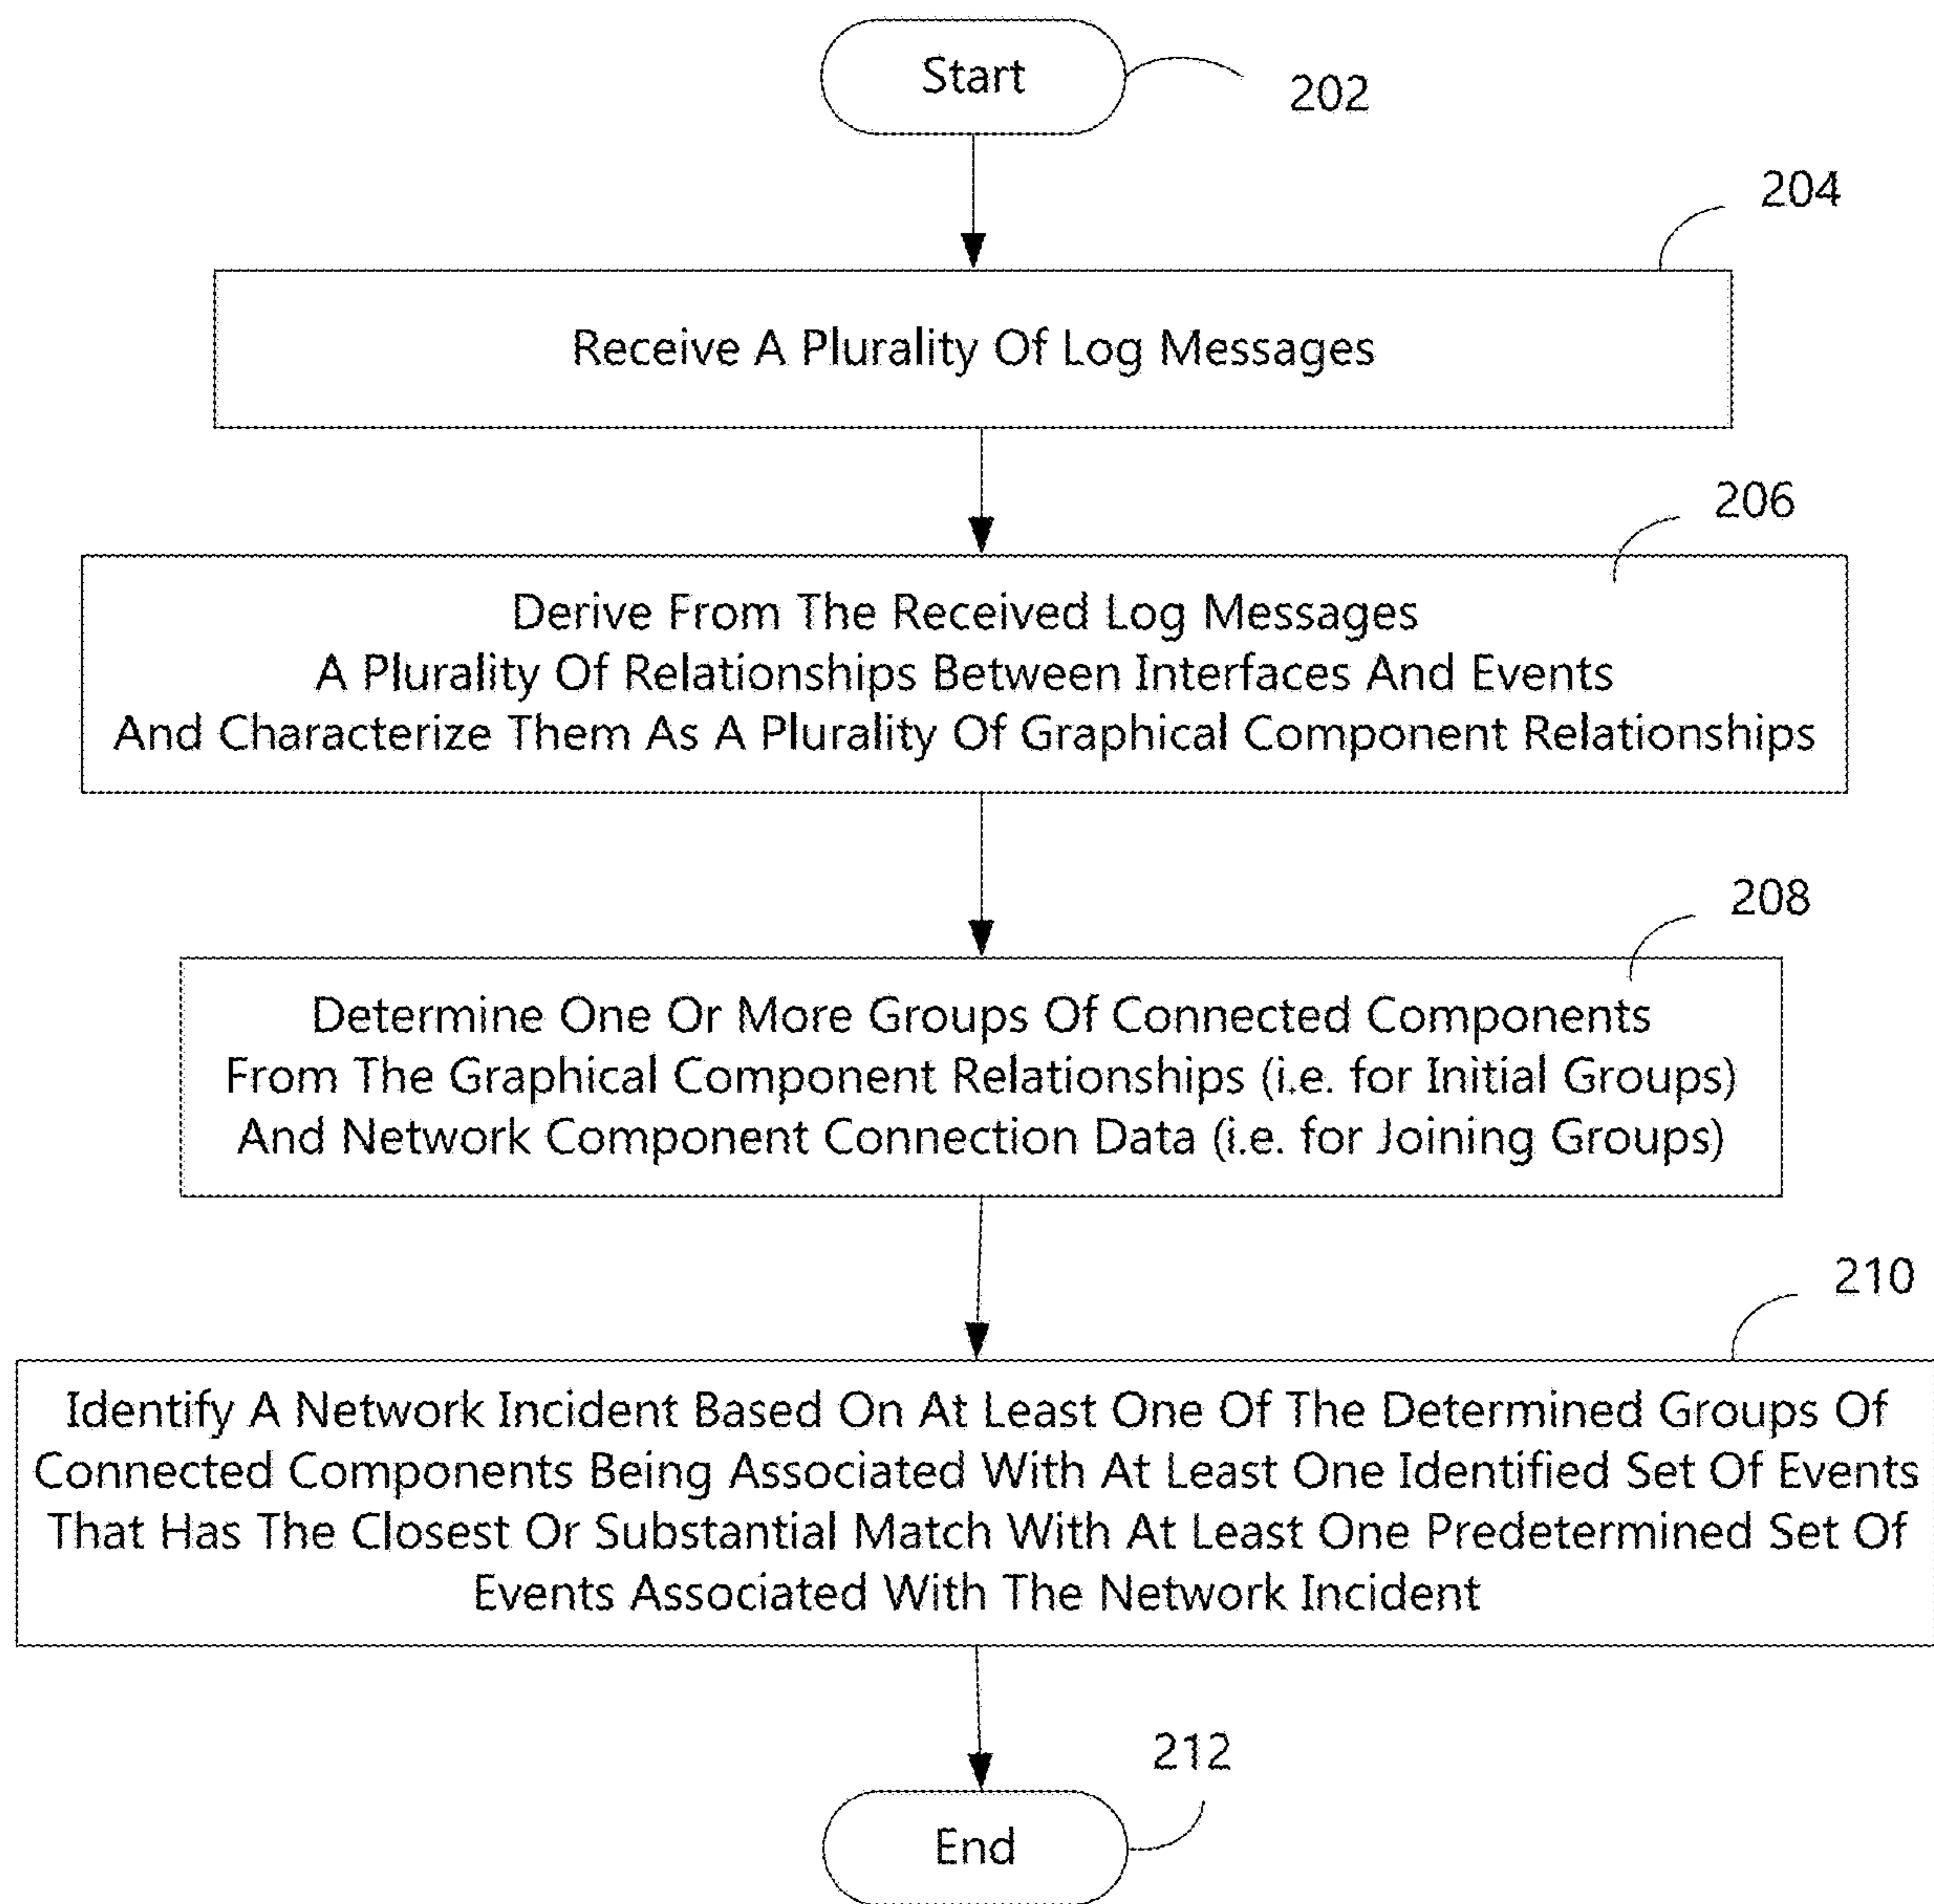 Start
202
204
Receive A Plurality Of Log Messages
206
Derive From The Received Log Messages
A Plurality Of Relationships Between Interfaces And Events
And Characterize Them As A Plurality Of Graphical Component Relationships
208
Determine One Or More Groups Of Connected Components
From The Graphical Component Relationships (i.e. for Initial Groups)
And Network Component Connection Data (i.e. for Joining Groups)
210
Identify A Network Incident Based On At Least One Of The Determined Groups Of
Connected Components Being Associated With At Least One Identified Set Of Events
That Has The Closest Or Substantial Match With At Least One Predetermined Set Of
Events Associated With The Network Incident
212
End